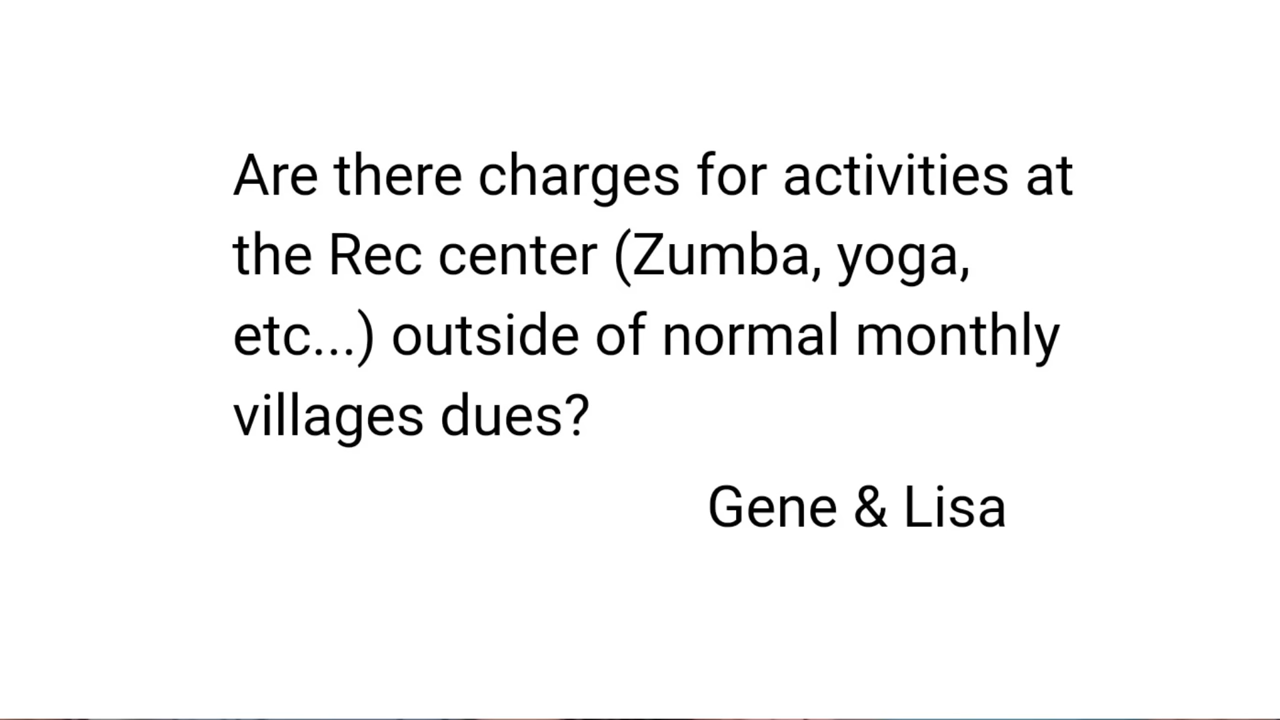 Are there charges for activities at
the Rec center (Zumba, yoga,
etc...) outside of normal monthly
villages dues?
Gene & Lisa